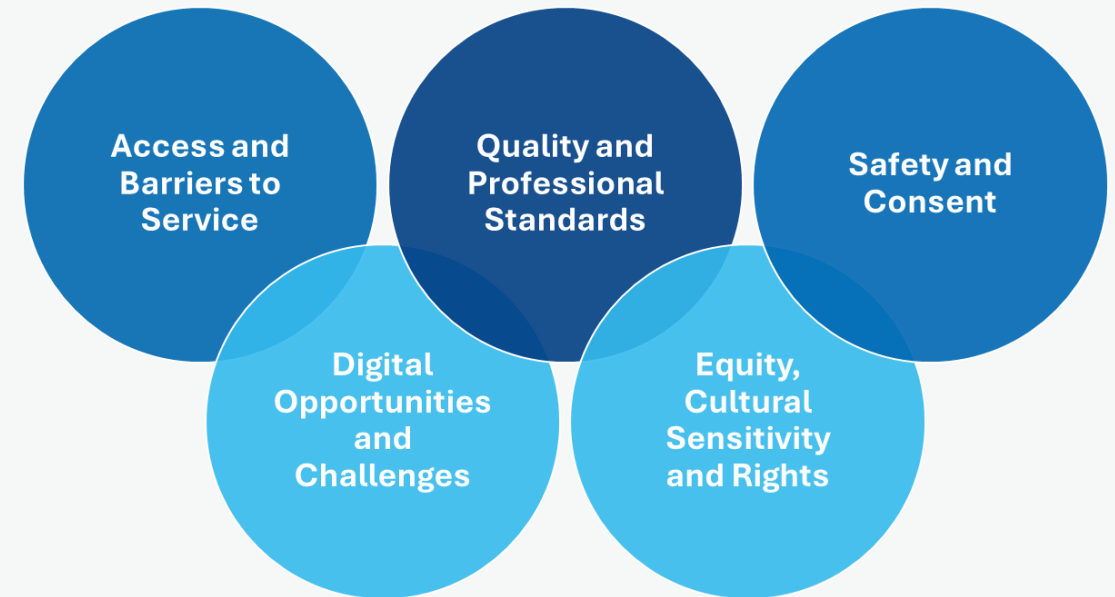 Access and
Barriers to
Service
Quality and
Professional
Standards
Safety and
Consent
Digital
Opportunities
and
Challenges
Equity,
Cultural
Sensitivity
and Rights